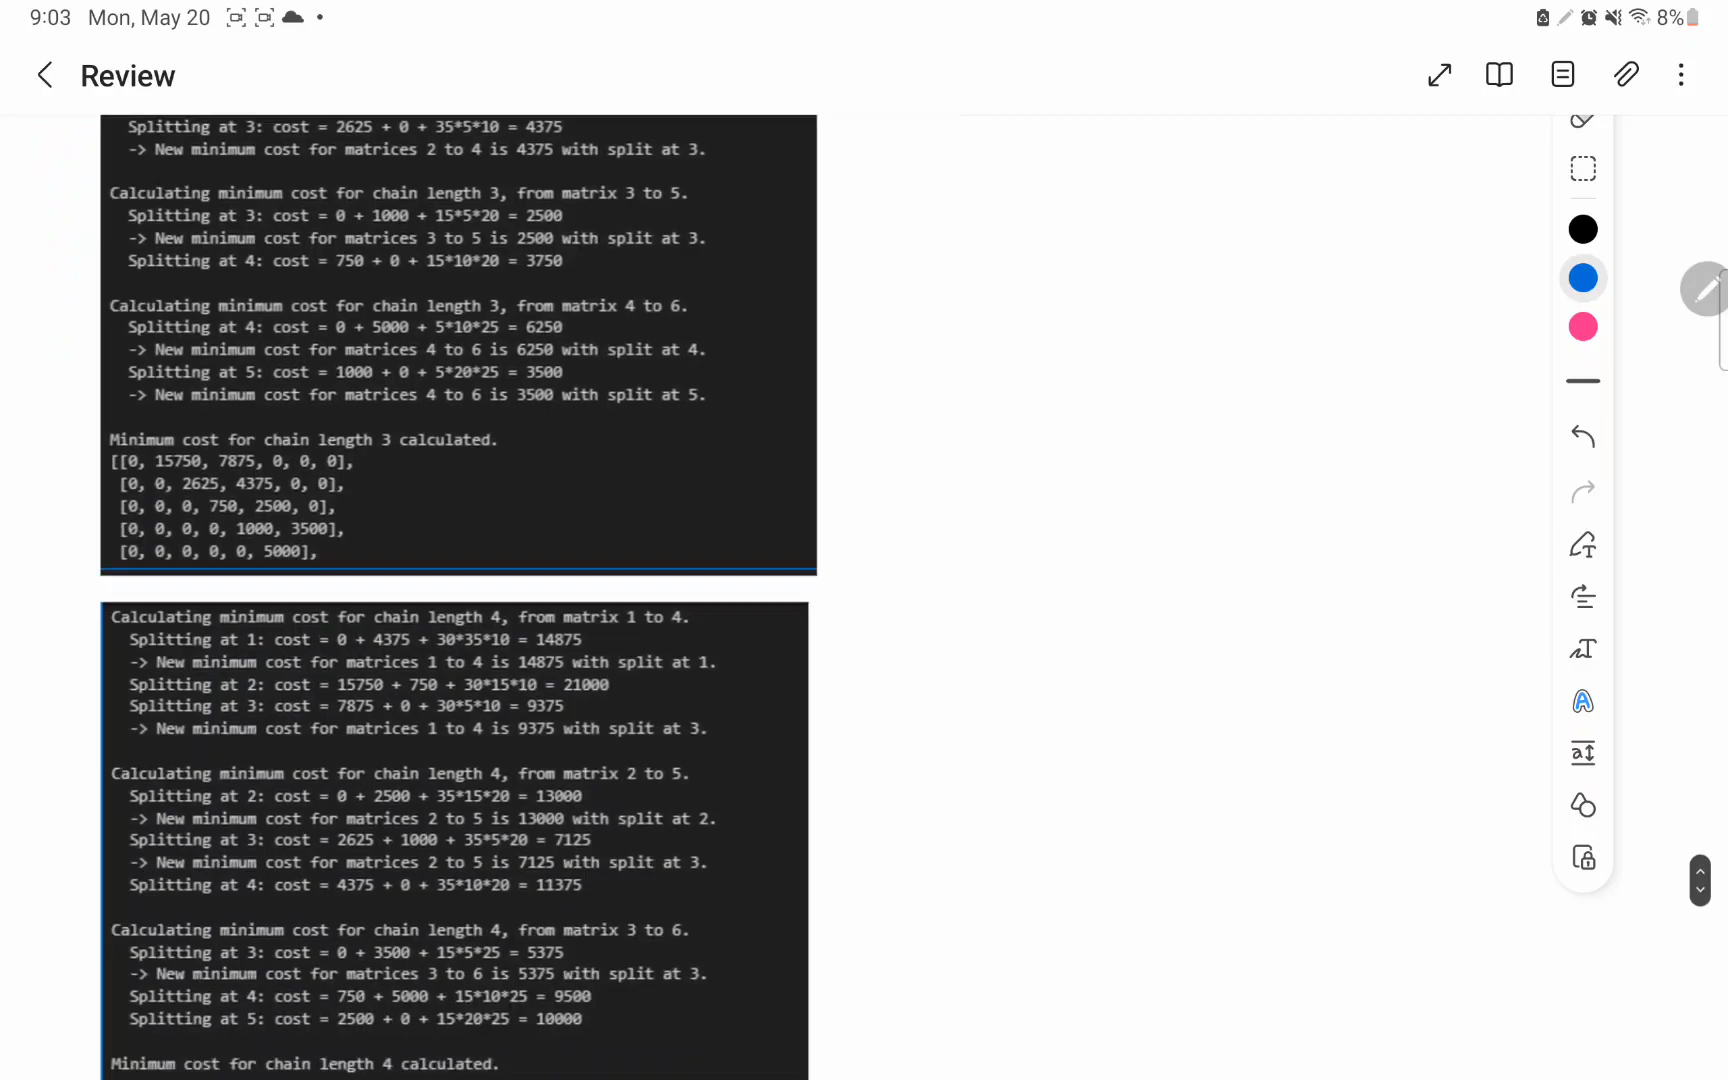 9:03 Mon, May 20
8%
Review
Splitting at 3: cost = 2625 + 0 + 35*5*10 = 4375
-> New minimum cost for matrices 2 to 4 is 4375 with split at 3.
Calculating minimum cost for chain length 3, from matrix 3 to 5.
Splitting at 3: cost = 0 + 1000 + 15*5*20 = 2500
-> New minimum cost for matrices 3 to 5 is 2500 with split at 3.
Splitting at 4: cost = 750 + 0 + 15*10*20 = 3750
Calculating minimum cost for chain length 3, from matrix 4 to 6.
Splitting at 4: cost = 0 + 5000 + 5*10*25 = 6250
-> New minimum cost for matrices 4 to 6 is 6250 with split at 4.
Splitting at 5: cost = 1000 + 0 + 5*20*25 = 3500
-> New minimum cost for matrices 4 to 6 is 3500 with split at 5.
Minimum cost for chain length 3 calculated.
[[0, 15750, 7875, 0, 0, 0],
[0, 0, 2625, 4375, 0, 0],
[0, 0, 0, 750, 2500, 0],
[0, 0, 0, 0, 1000, 3500],
[0, 0, 0, 0, 0, 5000],
Calculating minimum cost for chain length 4, from matrix 1 to 4.
Splitting at 1: cost = 0 + 4375 + 30*35*10 = 14875
-> New minimum cost for matrices 1 to 4 is 14875 with split at 1.
Splitting at 2: cost = 15750 + 750 + 30*15*10 = 21000
Splitting at 3: cost = 7875 + 0 + 30*5*10 = 9375
-> New minimum cost for matrices 1 to 4 is 9375 with split at 3.
Calculating minimum cost for chain length 4, from matrix 2 to 5.
Splitting at 2: cost = 0 + 2500 + 35*15*20 = 13000
-> New minimum cost for matrices 2 to 5 is 13000 with split at 2.
Splitting at 3: cost = 2625 + 1000 + 35*5*20 = 7125
-> New minimum cost for matrices 2 to 5 is 7125 with split at 3.
Splitting at 4: cost = 4375 + 0 + 35*10*20 = 11375
Calculating minimum cost for chain length 4, from matrix 3 to 6.
Splitting at 3: cost = 0 + 3500 + 15*5*25 = 5375
-> New minimum cost for matrices 3 to 6 is 5375 with split at 3.
Splitting at 4: cost = 750 + 5000 + 15*10*25 = 9500
Splitting at 5: cost = 2500 + 0 + 15*20*25 = 10000
Minimum cost for chain length 4 calculated.